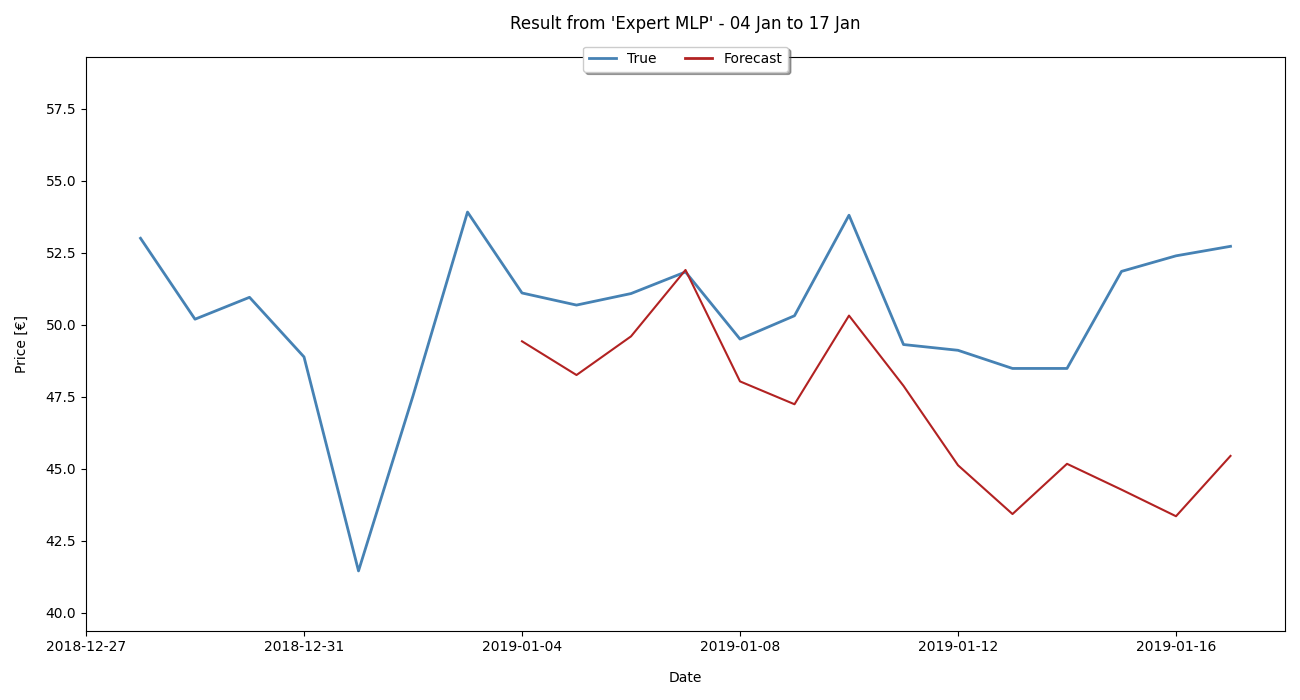 Result from 'Expert MLP' - 04 Jan to 17 Jan
True Forecast
57.5
55.0
52.5
50.0
47.5
45.0
42.5
40.0
Price [€]
2018-12-27 2018-12-31 2019-01-04 2019-01-08 2019-01-12 2019-01-16
Date